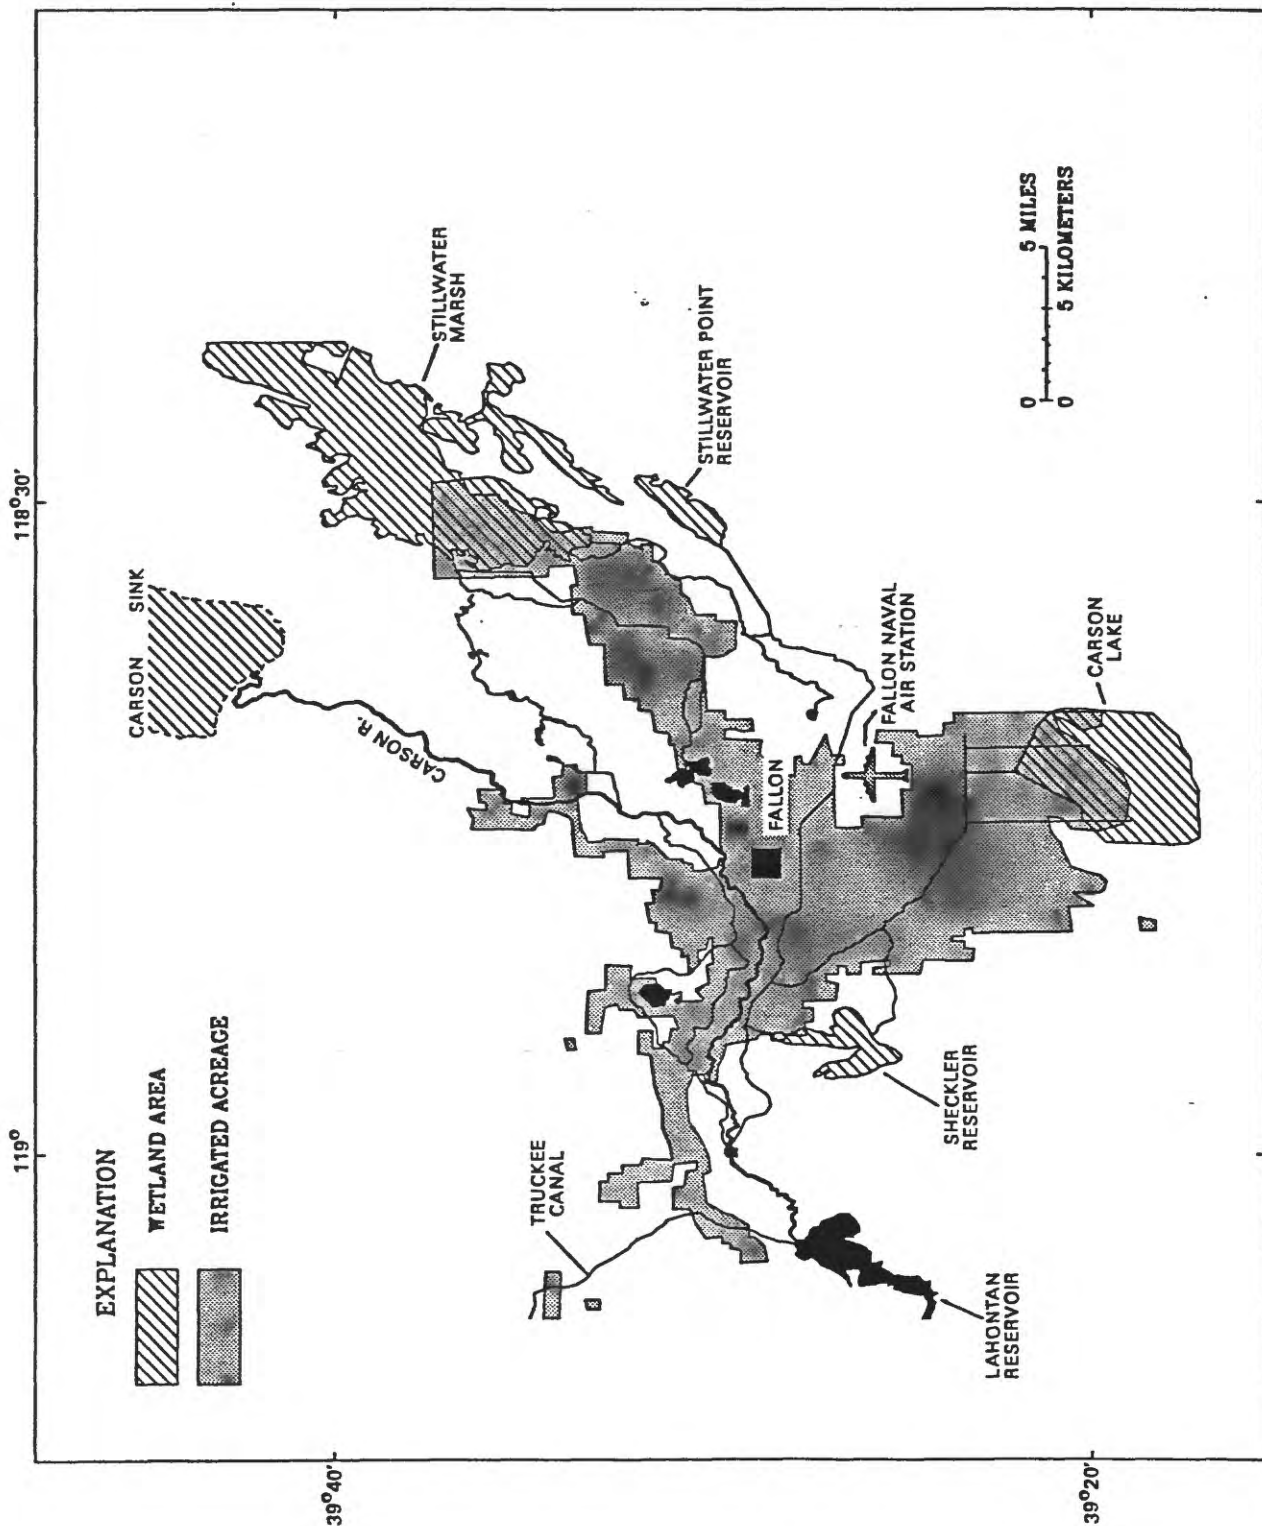 EXPLANATION
WETLAND AREA
IRRIGATED ACREAGE
119°
118°30'
39°40'
39°20'
CARSON SINK
CARSON R.
STILLWATER
MARSH
STILLWATER POINT
RESERVOIR
TRUCKEE
CANAL
FALLON
FALLON NAVAL
AIR STATION
LAHONTAN
RESERVOIR
SHECKLER
RESERVOIR
CARSON
LAKE
0 5 MILES
0 5 KILOMETERS